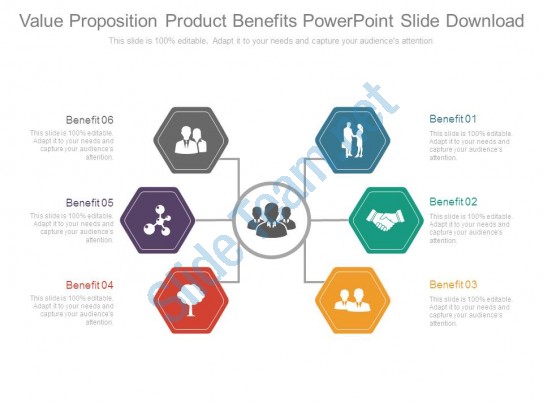 Value Proposition Product Benefits PowerPoint Slide Download
This slide is 100% editable. Adapt it to your needs and capture your audience's attention.
Benefit 06
This slide is 100% editable.
Adapt it to your needs and
capture your audience's
attention.
Benefit 01
This slide is 100% editable.
Adapt it to your needs and
capture your audience's
attention.
Benefit 05
This slide is 100% editable.
Adapt it to your needs and
capture your audience's
attention.
Benefit 02
This slide is 100% editable.
Adapt it to your needs and
capture your audience's
attention.
Benefit 04
This slide is 100% editable.
Adapt it to your needs and
capture your audience's
attention.
Benefit 03
This slide is 100% editable.
Adapt it to your needs and
capture your audience's
attention.
SlideTeam.net